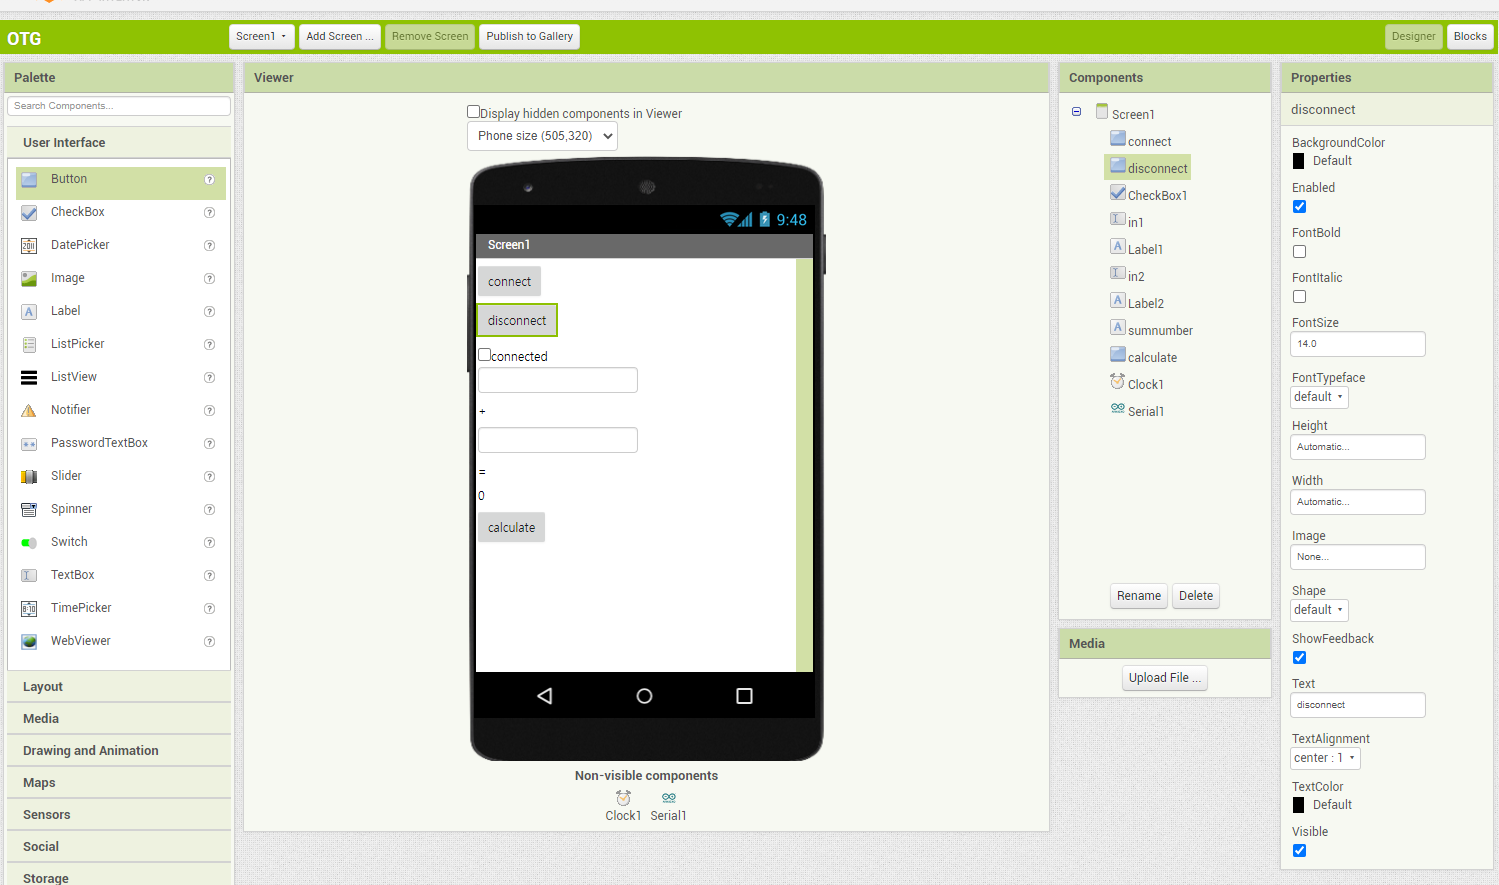 OTG
Screen1
Add Screen ...
Remove Screen
Publish to Gallery
Designer
Blocks
Palette
Search Components...
User Interface
Button
CheckBox
DatePicker
Image
Label
ListPicker
ListView
Notifier
PasswordTextBox
Slider
Spinner
Switch
TextBox
TimePicker
WebViewer
Layout
Media
Drawing and Animation
Maps
Sensors
Social
Storage
Viewer
Display hidden components in Viewer
Phone size (505,320)
9:48
Screen1
connect
disconnect
connected
+
=
0
calculate
Non-visible components
Clock1
Serial1
Components
Screen1
connect
disconnect
CheckBox1
in1
Label1
in2
Label2
sumnumber
calculate
Clock1
Serial1
Rename
Delete
Media
Upload File ...
Properties
disconnect
BackgroundColor
Default
Enabled
FontBold
FontItalic
FontSize
14.0
FontTypeface
default
Height
Automatic...
Width
Automatic...
Image
None...
Shape
default
ShowFeedback
Text
disconnect
TextAlignment
center : 1
TextColor
Default
Visible